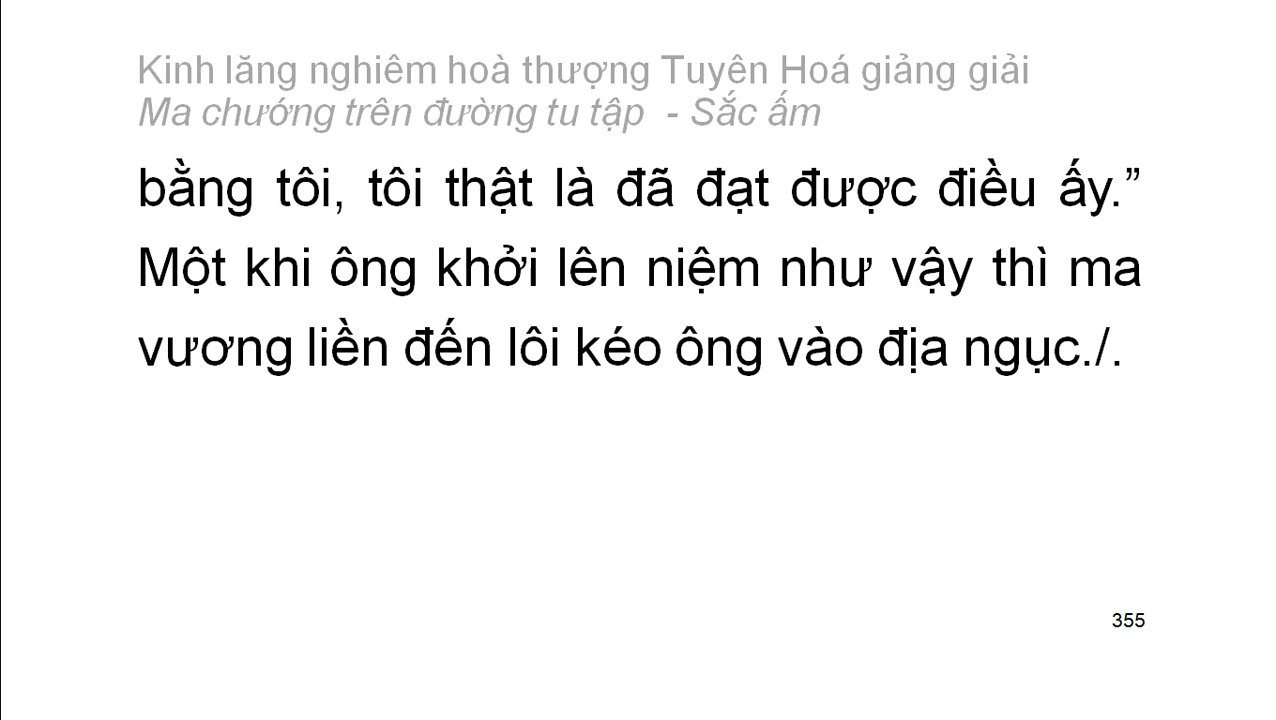 Kinh lăng nghiêm hoà thượng Tuyên Hoá giảng giải
Ma chướng trên đường tu tập - Sắc ấm
bằng tôi, tôi thật là đã đạt được điều ấy.”
Một khi ông khởi lên niệm như vậy thì ma
vương liền đến lôi kéo ông vào địa ngục./.
355